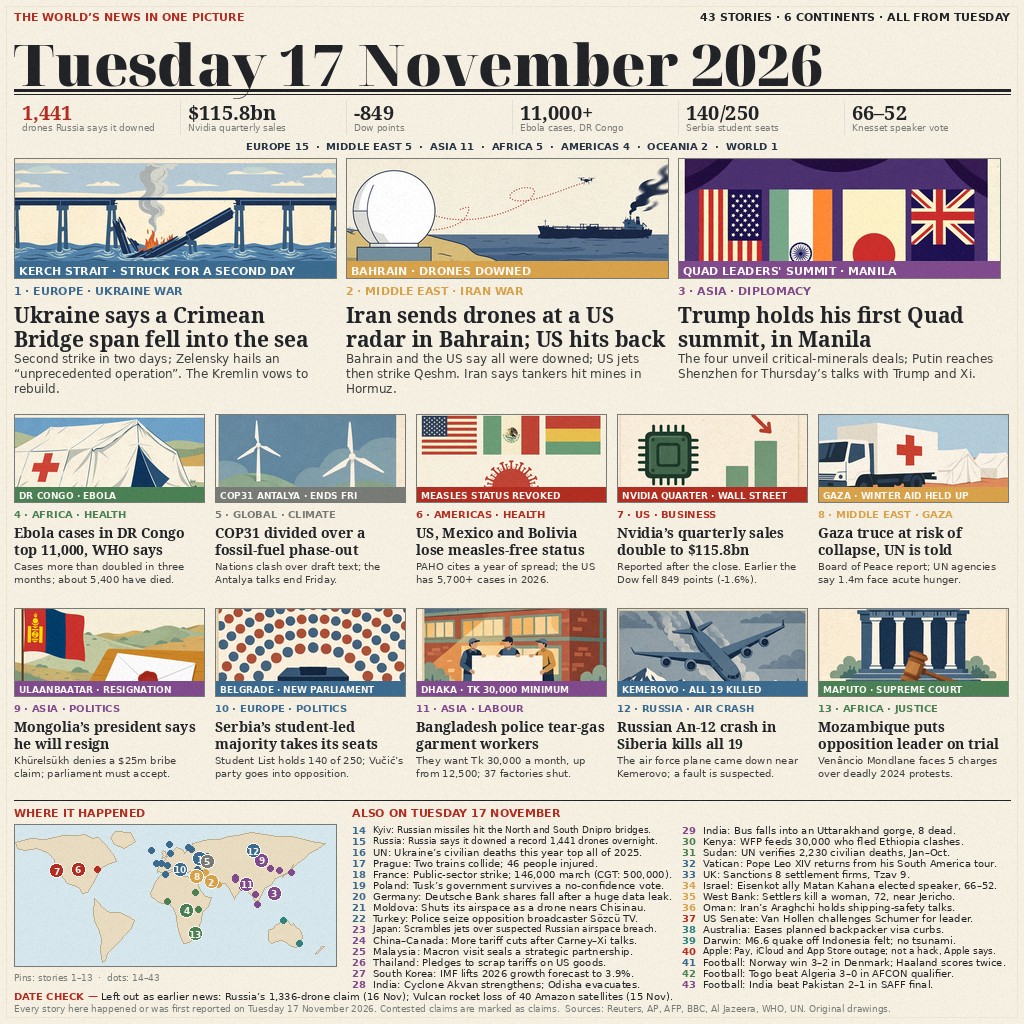 THE WORLD'S NEWS IN ONE PICTURE
43 STORIES · 6 CONTINENTS · ALL FROM TUESDAY
Tuesday 17 November 2026
1,441
drones Russia says it downed
$115.8bn
Nvidia quarterly sales
-849
Dow points
11,000+
Ebola cases, DR Congo
140/250
Serbia student seats
66–52
Knesset speaker vote
EUROPE 15 · MIDDLE EAST 5 · ASIA 11 · AFRICA 5 · AMERICAS 4 · OCEANIA 2 · WORLD 1
KERCH STRAIT · STRUCK FOR A SECOND DAY
1 · EUROPE · UKRAINE WAR
Ukraine says a Crimean
Bridge span fell into the sea
Second strike in two days; Zelensky hails an
“unprecedented operation”. The Kremlin vows to
rebuild.
BAHRAIN · DRONES DOWNED
2 · MIDDLE EAST · IRAN WAR
Iran sends drones at a US
radar in Bahrain; US hits back
Bahrain and the US say all were downed; US jets
then strike Qeshm. Iran says tankers hit mines in
Hormuz.
QUAD LEADERS' SUMMIT · MANILA
3 · ASIA · DIPLOMACY
Trump holds his first Quad
summit, in Manila
The four unveil critical-minerals deals; Putin reaches
Shenzhen for Thursday’s talks with Trump and Xi.
DR CONGO · EBOLA
4 · AFRICA · HEALTH
Ebola cases in DR Congo
top 11,000, WHO says
Cases more than doubled in three
months; about 5,400 have died.
COP31 ANTALYA · ENDS FRI
5 · GLOBAL · CLIMATE
COP31 divided over a
fossil-fuel phase-out
Nations clash over draft text; the
Antalya talks end Friday.
MEASLES STATUS REVOKED
6 · AMERICAS · HEALTH
US, Mexico and Bolivia
lose measles-free status
PAHO cites a year of spread; the US
has 5,700+ cases in 2026.
NVIDIA QUARTER · WALL STREET
7 · US · BUSINESS
Nvidia’s quarterly sales
double to $115.8bn
Reported after the close. Earlier the
Dow fell 849 points (-1.6%).
GAZA · WINTER AID HELD UP
8 · MIDDLE EAST · GAZA
Gaza truce at risk of
collapse, UN is told
Board of Peace report; UN agencies
say 1.4m face acute hunger.
ULAANBAATAR · RESIGNATION
9 · ASIA · POLITICS
Mongolia’s president says
he will resign
Khürelsükh denies a $25m bribe
claim; parliament must accept.
BELGRADE · NEW PARLIAMENT
10 · EUROPE · POLITICS
Serbia’s student-led
majority takes its seats
Student List holds 140 of 250; Vučić’s
party goes into opposition.
DHAKA · TK 30,000 MINIMUM
11 · ASIA · LABOUR
Bangladesh police tear-gas
garment workers
They want Tk 30,000 a month, up
from 12,500; 37 factories shut.
KEMEROVO · ALL 19 KILLED
12 · RUSSIA · AIR CRASH
Russian An-12 crash in
Siberia kills all 19
The air force plane came down near
Kemerovo; a fault is suspected.
MAPUTO · SUPREME COURT
13 · AFRICA · JUSTICE
Mozambique puts
opposition leader on trial
Venâncio Mondlane faces 5 charges
over deadly 2024 protests.
WHERE IT HAPPENED
7
6
10
5
8
2
12
9
11
3
4
13
Pins: stories 1–13 · dots: 14–43
ALSO ON TUESDAY 17 NOVEMBER
14 Kyiv: Russian missiles hit the North and South Dnipro bridges.
15 Russia: Russia says it downed a record 1,441 drones overnight.
16 UN: Ukraine’s civilian deaths this year top all of 2025.
17 Prague: Two trains collide; 46 people injured.
18 France: Public-sector strike; 146,000 march (CGT: 500,000).
19 Poland: Tusk’s government survives a no-confidence vote.
20 Germany: Deutsche Bank shares fall after a huge data leak.
21 Moldova: Shuts its airspace as a drone nears Chisinau.
22 Turkey: Police seize opposition broadcaster Sözcü TV.
23 Japan: Scrambles jets over suspected Russian airspace breach.
24 China–Canada: More tariff cuts after Carney–Xi talks.
25 Malaysia: Macron visit seals a strategic partnership.
26 Thailand: Pledges to scrap tariffs on US goods.
27 South Korea: IMF lifts 2026 growth forecast to 3.9%.
28 India: Cyclone Akvan strengthens; Odisha evacuates.
29 India: Bus falls into an Uttarakhand gorge, 8 dead.
30 Kenya: WFP feeds 30,000 who fled Ethiopia clashes.
31 Sudan: UN verifies 2,230 civilian deaths, Jan–Oct.
32 Vatican: Pope Leo XIV returns from his South America tour.
33 UK: Sanctions 8 settlement firms, Tzav 9.
34 Israel: Eisenkot ally Matan Kahana elected speaker, 66–52.
35 West Bank: Settlers kill a woman, 72, near Jericho.
36 Oman: Iran’s Araghchi holds shipping-safety talks.
37 US Senate: Van Hollen challenges Schumer for leader.
38 Australia: Eases planned backpacker visa curbs.
39 Darwin: M6.6 quake off Indonesia felt; no tsunami.
40 Apple: Pay, iCloud and App Store outage; not a hack, Apple says.
41 Football: Norway win 3–2 in Denmark; Haaland scores twice.
42 Football: Togo beat Algeria 3–0 in AFCON qualifier.
43 Football: India beat Pakistan 2–1 in SAFF final.
DATE CHECK — Left out as earlier news: Russia’s 1,336-drone claim (16 Nov); Vulcan rocket loss of 40 Amazon satellites (15 Nov).
Every story here happened or was first reported on Tuesday 17 November 2026. Contested claims are marked as claims. Sources: Reuters, AP, AFP, BBC, Al Jazeera, WHO, UN. Original drawings.